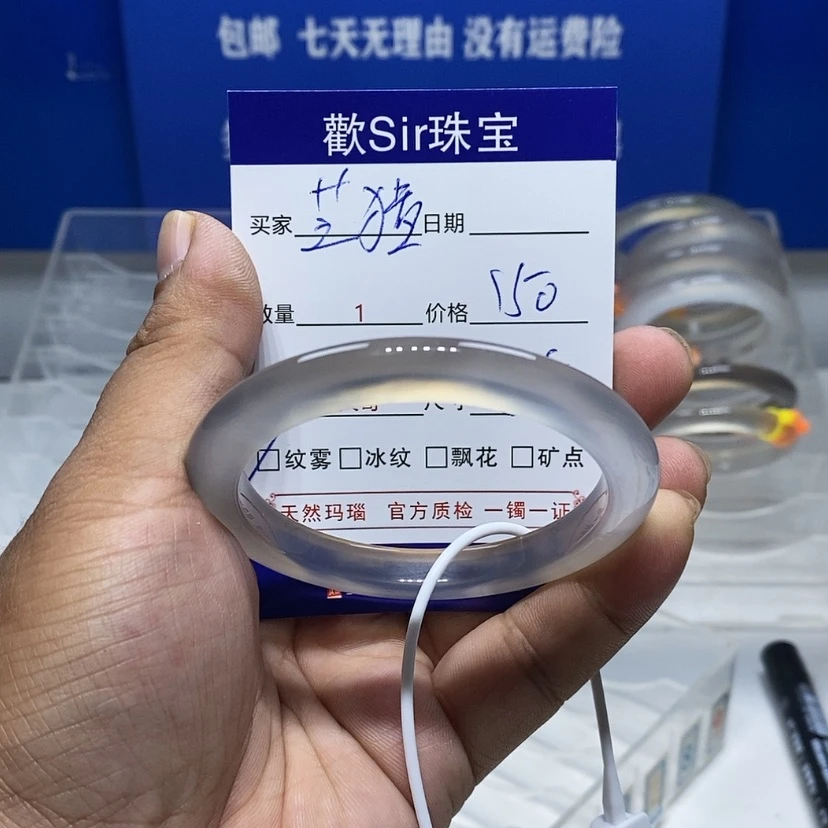 包邮 七天无理由 没有运费险
歡Sir珠宝
买家 芝猹 日期
数量 1 价格 150
□纹雾 □冰纹 □飘花 □矿点
天然玛瑙 官方质检 一镯一证